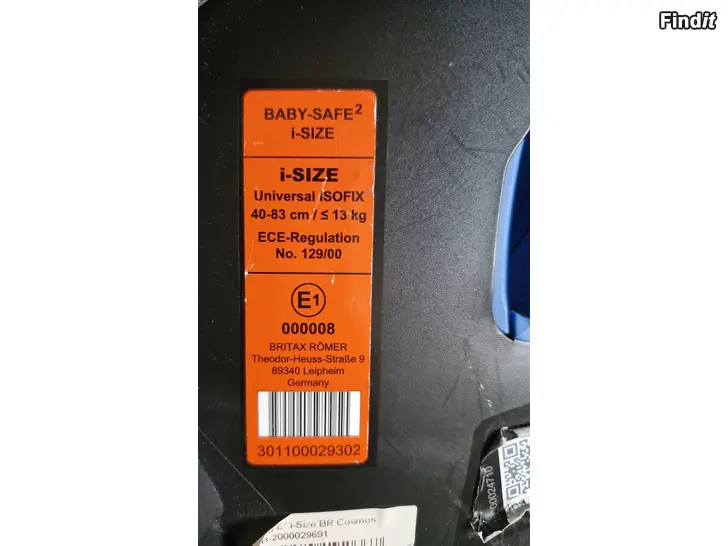 Findit
BABY-SAFE²
i-SIZE
i-SIZE
Universal ISOFIX
40-83 cm / ≤ 13 kg
ECE-Regulation
No. 129/00
E1
000008
BRITAX RÖMER
Theodor-Heuss-Straße 9
89340 Leipheim
Germany
301100029302
00024710
i-Size BR Cosmos
2000029691